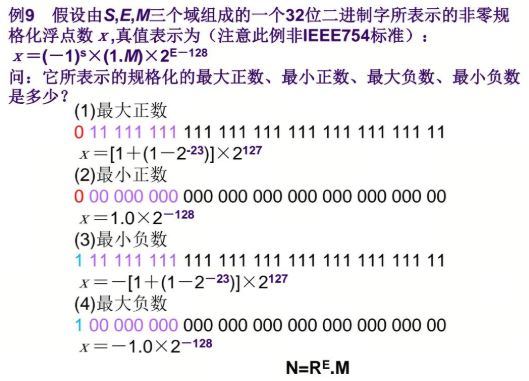 例9 假设由S,E,M三个域组成的一个32位二进制字所表示的非零规
格化浮点数 x,真值表示为（注意此例非IEEE754标准）:
x=(−1)ˢ×(1.M)×2ᴱ⁻¹²⁸
问：它所表示的规格化的最大正数、最小正数、最大负数、最小负数
是多少？
(1)最大正数
0 11 111 111 111 111 111 111 111 111 111 11
x=[1+(1−2⁻²³)]×2¹²⁷
(2)最小正数
0 00 000 000 000 000 000 000 000 000 000 00
x=1.0×2⁻¹²⁸
(3)最小负数
1 11 111 111 111 111 111 111 111 111 111 11
x=−[1+(1−2⁻²³)]×2¹²⁷
(4)最大负数
1 00 000 000 000 000 000 000 000 000 000 00
x=−1.0×2⁻¹²⁸
N=Rᴱ.M